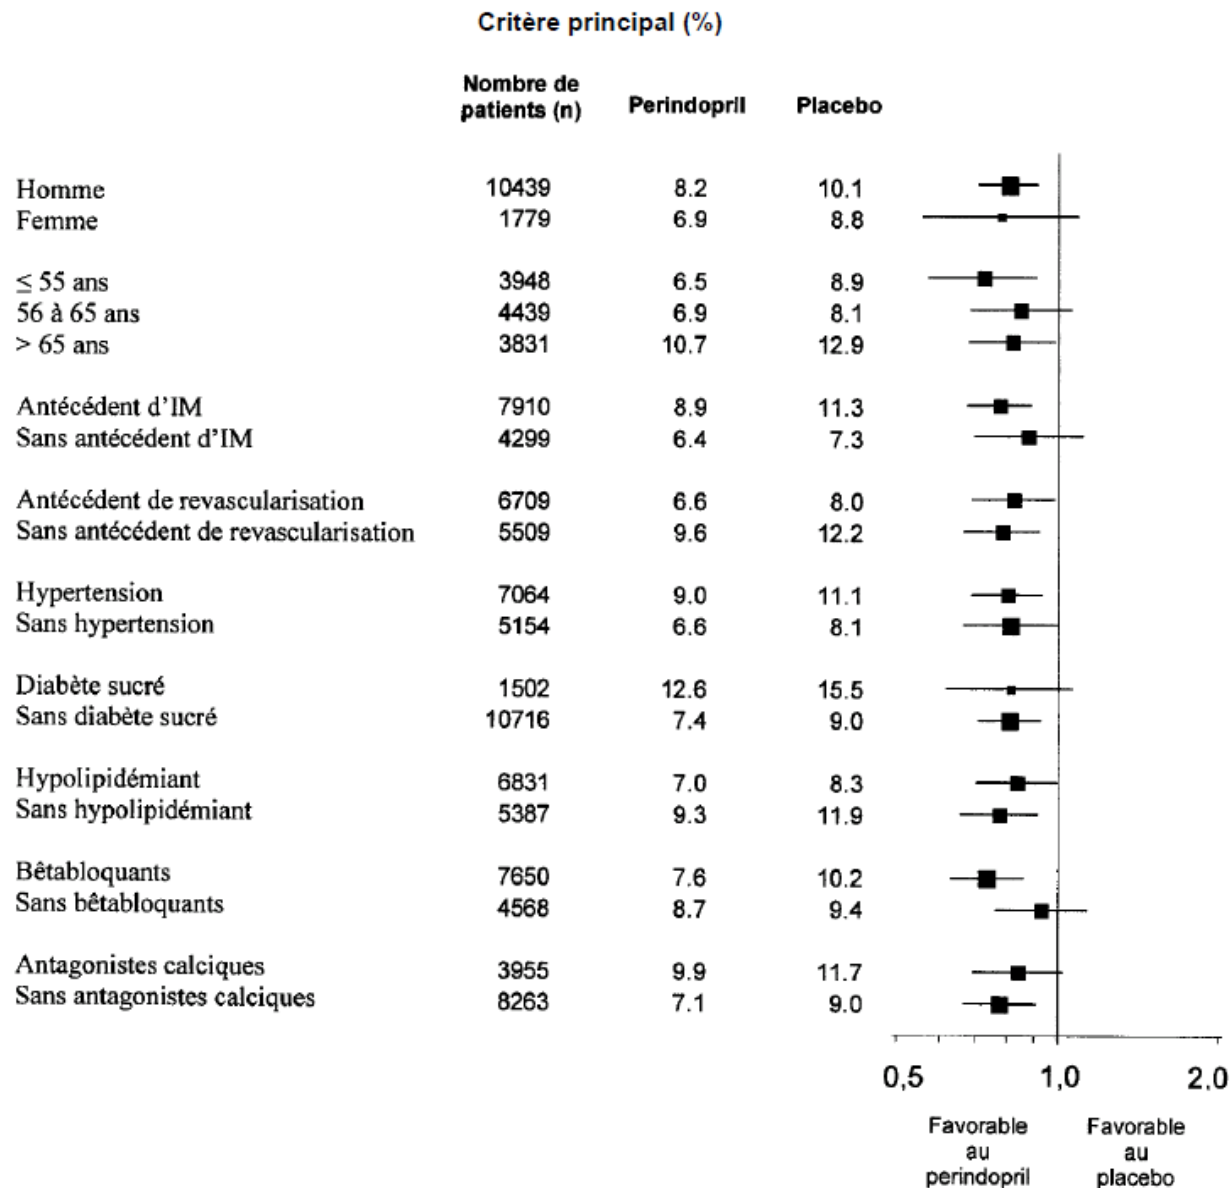 Critère principal (%)
Nombre de
patients (n) Perindopril Placebo
Homme 10439 8.2 10.1
Femme 1779 6.9 8.8
≤ 55 ans 3948 6.5 8.9
56 à 65 ans 4439 6.9 8.1
> 65 ans 3831 10.7 12.9
Antécédent d'IM 7910 8.9 11.3
Sans antécédent d'IM 4299 6.4 7.3
Antécédent de revascularisation 6709 6.6 8.0
Sans antécédent de revascularisation 5509 9.6 12.2
Hypertension 7064 9.0 11.1
Sans hypertension 5154 6.6 8.1
Diabète sucré 1502 12.6 15.5
Sans diabète sucré 10716 7.4 9.0
Hypolipidémiant 6831 7.0 8.3
Sans hypolipidémiant 5387 9.3 11.9
Bêtabloquants 7650 7.6 10.2
Sans bêtabloquants 4568 8.7 9.4
Antagonistes calciques 3955 9.9 11.7
Sans antagonistes calciques 8263 7.1 9.0
0,5 1,0 2.0
Favorable Favorable
au au
perindopril placebo